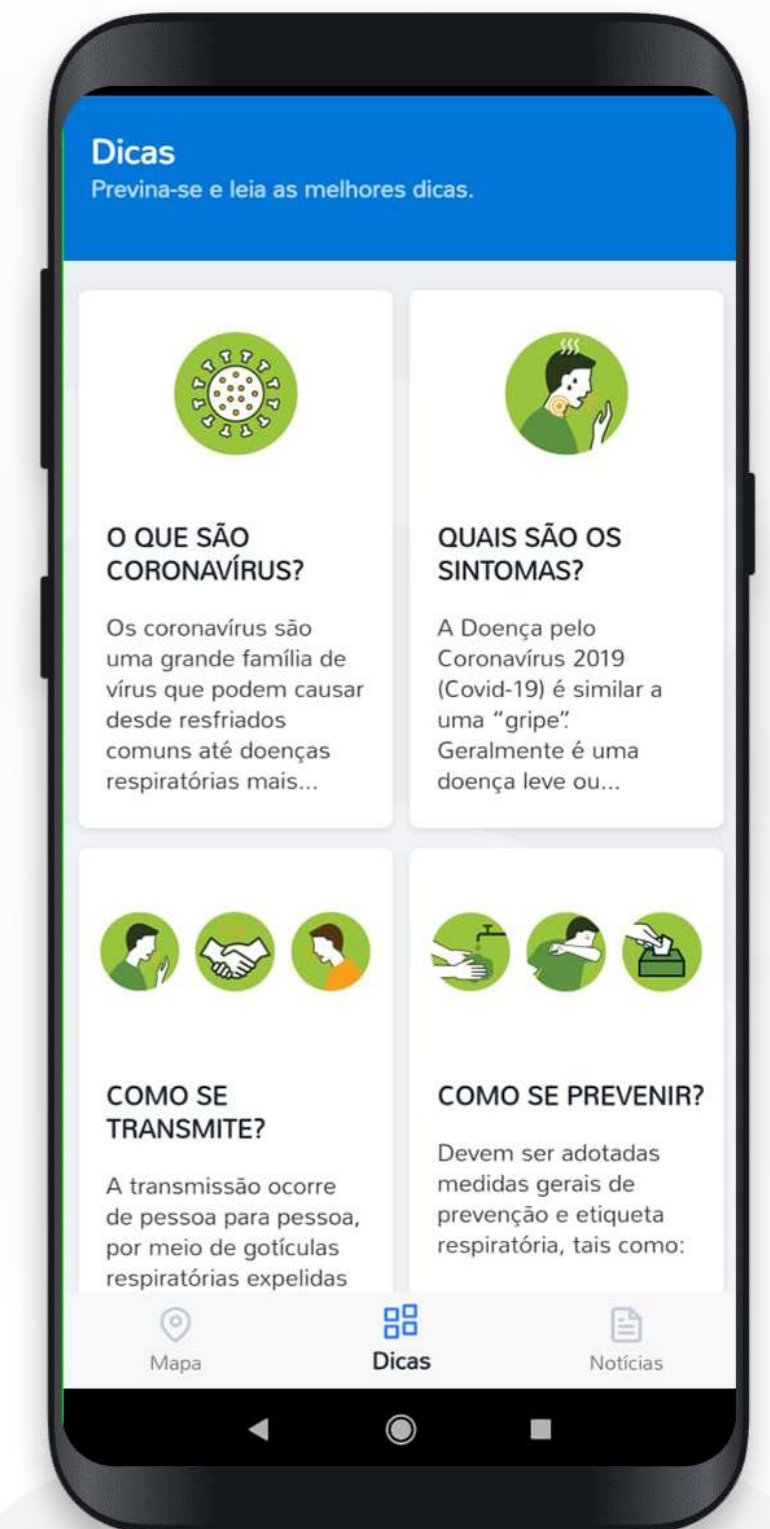 Dicas
Previna-se e leia as melhores dicas.
O QUE SÃO
CORONAVÍRUS?
Os coronavírus são
uma grande família de
vírus que podem causar
desde resfriados
comuns até doenças
respiratórias mais...
QUAIS SÃO OS
SINTOMAS?
A Doença pelo
Coronavírus 2019
(Covid-19) é similar a
uma “gripe”.
Geralmente é uma
doença leve ou...
COMO SE
TRANSMITE?
A transmissão ocorre
de pessoa para pessoa,
por meio de gotículas
respiratórias expelidas
COMO SE PREVENIR?
Devem ser adotadas
medidas gerais de
prevenção e etiqueta
respiratória, tais como:
Mapa
Dicas
Notícias